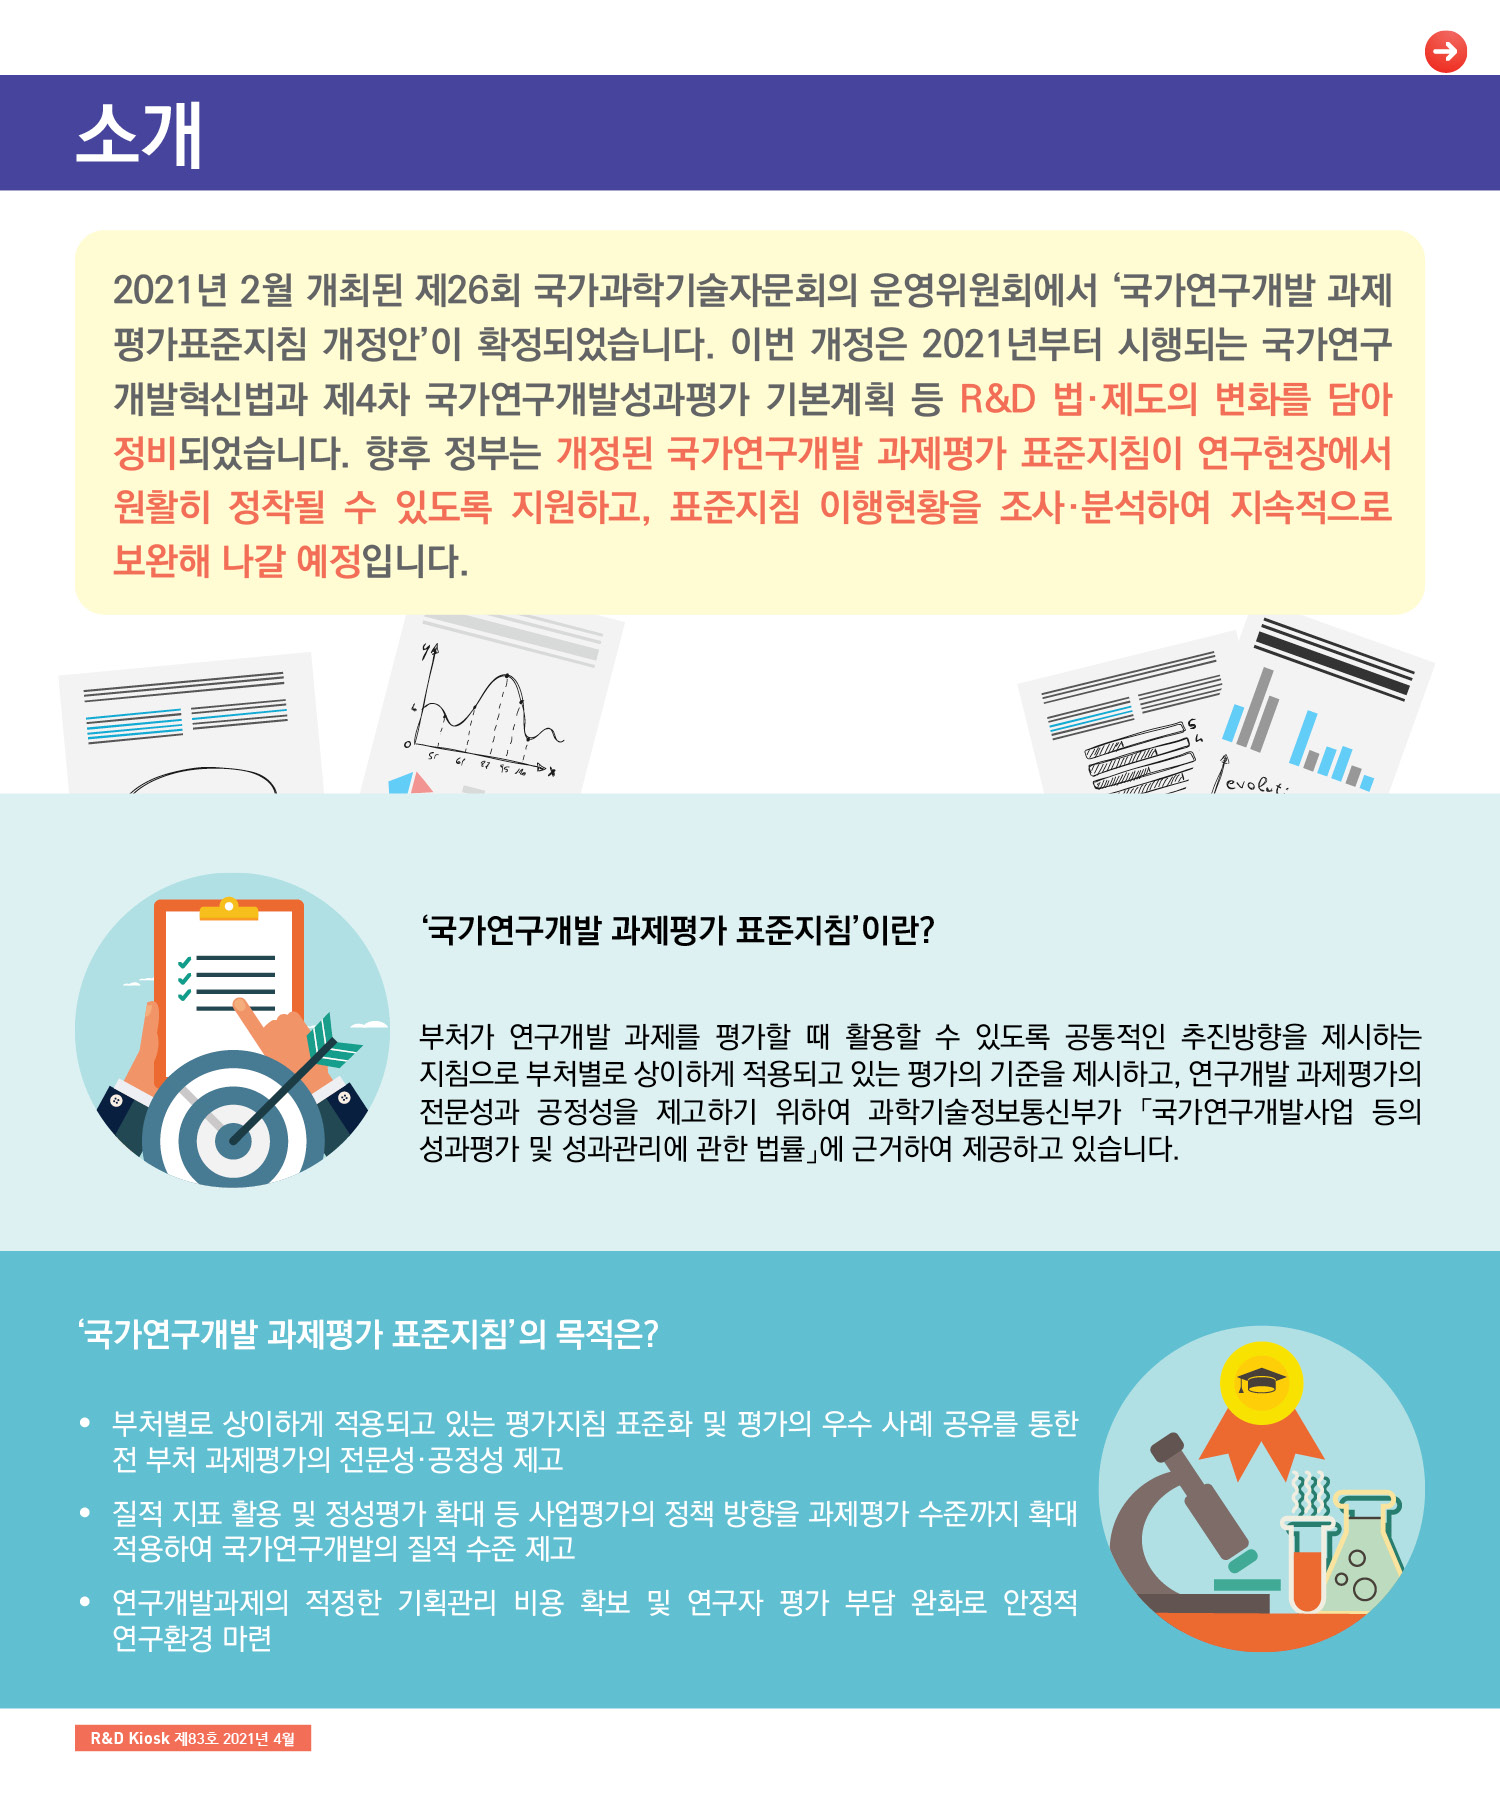 소개
2021년 2월 개최된 제26회 국가과학기술자문회의 운영위원회에서 ‘국가연구개발 과제
평가표준지침 개정안’이 확정되었습니다. 이번 개정은 2021년부터 시행되는 국가연구
개발혁신법과 제4차 국가연구개발성과평가 기본계획 등 R&D 법·제도의 변화를 담아
정비되었습니다. 향후 정부는 개정된 국가연구개발 과제평가 표준지침이 연구현장에서
원활히 정착될 수 있도록 지원하고, 표준지침 이행현황을 조사·분석하여 지속적으로
보완해 나갈 예정입니다.
y
0
x
5
4
‘국가연구개발 과제평가 표준지침’이란?
부처가 연구개발 과제를 평가할 때 활용할 수 있도록 공통적인 추진방향을 제시하는
지침으로 부처별로 상이하게 적용되고 있는 평가의 기준을 제시하고, 연구개발 과제평가의
전문성과 공정성을 제고하기 위하여 과학기술정보통신부가 「국가연구개발사업 등의
성과평가 및 성과관리에 관한 법률」에 근거하여 제공하고 있습니다.
‘국가연구개발 과제평가 표준지침’의 목적은?
• 부처별로 상이하게 적용되고 있는 평가지침 표준화 및 평가의 우수 사례 공유를 통한
전 부처 과제평가의 전문성·공정성 제고
• 질적 지표 활용 및 정성평가 확대 등 사업평가의 정책 방향을 과제평가 수준까지 확대
적용하여 국가연구개발의 질적 수준 제고
• 연구개발과제의 적정한 기획관리 비용 확보 및 연구자 평가 부담 완화로 안정적
연구환경 마련
R&D Kiosk 제83호 2021년 4월